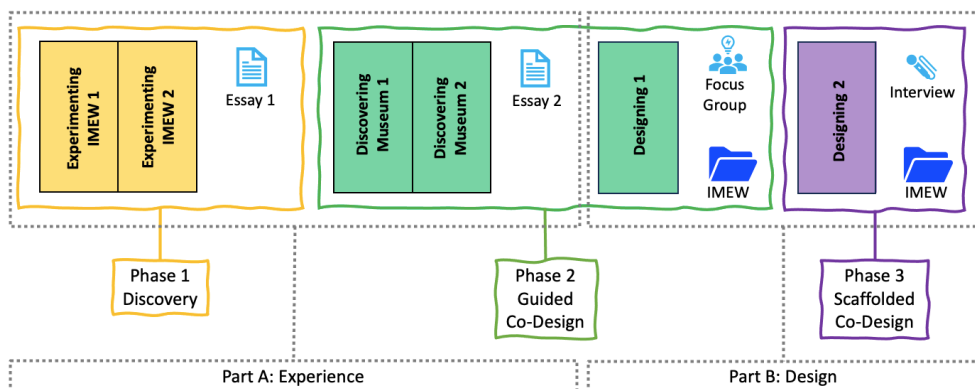 Experimenting
IMEW 1
Experimenting
IMEW 2
Essay 1
Discovering
Museum 1
Discovering
Museum 2
Essay 2
Designing 1
Focus
Group
IMEW
Designing 2
Interview
IMEW
Phase 1
Discovery
Phase 2
Guided
Co-Design
Phase 3
Scaffolded
Co-Design
Part A: Experience
Part B: Design